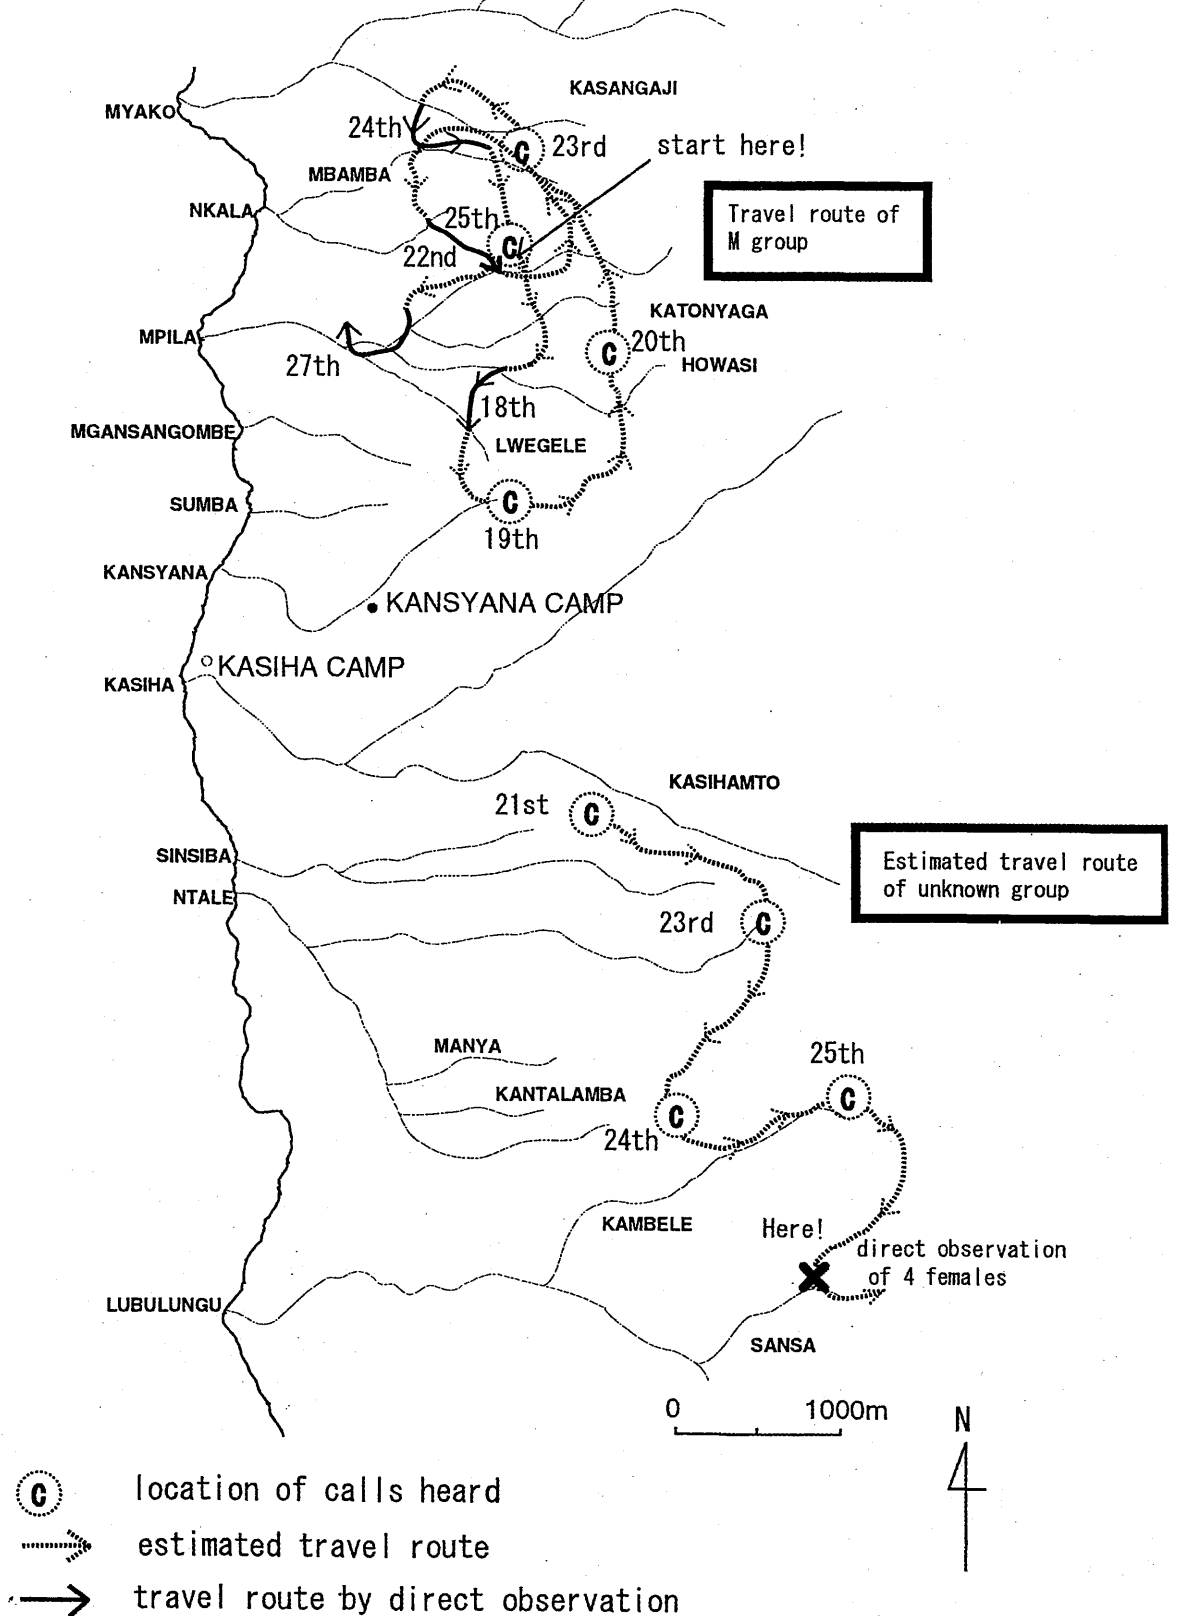 KASANGAJI
MYAKO
24th
C
23rd
start here!
MBAMBA
NKALA
25th
C
22nd
Travel route of
M group
KATONYAGA
MPILA
C
20th
HOWASI
27th
18th
MGANSANGOMBE
LWEGELE
SUMBA
C
19th
KANSYANA
KANSYANA CAMP
KASIHA CAMP
KASIHA
KASIHAMTO
21st
C
SINSIBA
Estimated travel route
of unknown group
NTALE
23rd
C
MANYA
25th
KANTALAMBA
C
C
24th
KAMBELE
Here!
direct observation
of 4 females
LUBULUNGU
SANSA
0
1000m
N
C
location of calls heard
estimated travel route
travel route by direct observation